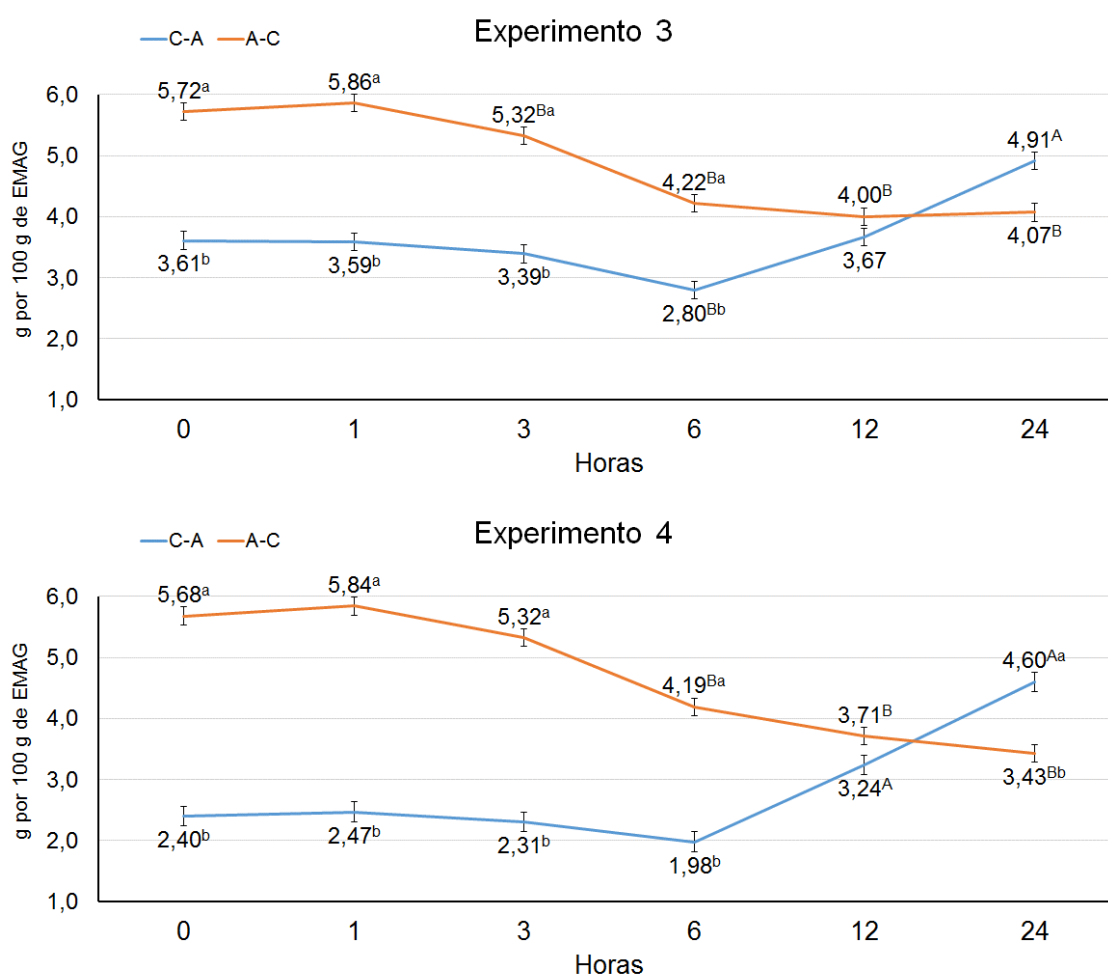 Experimento 3
C-A A-C
g por 100 g de EMAG
6,0
5,0
4,0
3,0
2,0
1,0
5,72ᵃ 5,86ᵃ 5,32ᴮᵃ 4,22ᴮᵃ 4,00ᴮ 4,07ᴮ
3,61ᵇ 3,59ᵇ 3,39ᵇ 2,80ᴮᵇ 3,67 4,91ᴬ
0 1 3 6 12 24
Horas
Experimento 4
C-A A-C
g por 100 g de EMAG
6,0
5,0
4,0
3,0
2,0
1,0
5,68ᵃ 5,84ᵃ 5,32ᵃ 4,19ᴮᵃ 3,71ᴮ 3,43ᴮᵇ
2,40ᵇ 2,47ᵇ 2,31ᵇ 1,98ᵇ 3,24ᴬ 4,60ᴬᵃ
0 1 3 6 12 24
Horas